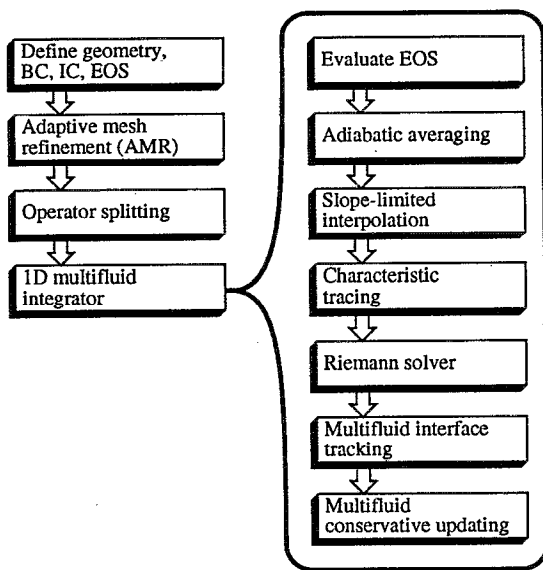 Define geometry,
BC, IC, EOS
Adaptive mesh
refinement (AMR)
Operator splitting
1D multifluid
integrator
Evaluate EOS
Adiabatic averaging
Slope-limited
interpolation
Characteristic
tracing
Riemann solver
Multifluid interface
tracking
Multifluid
conservative updating